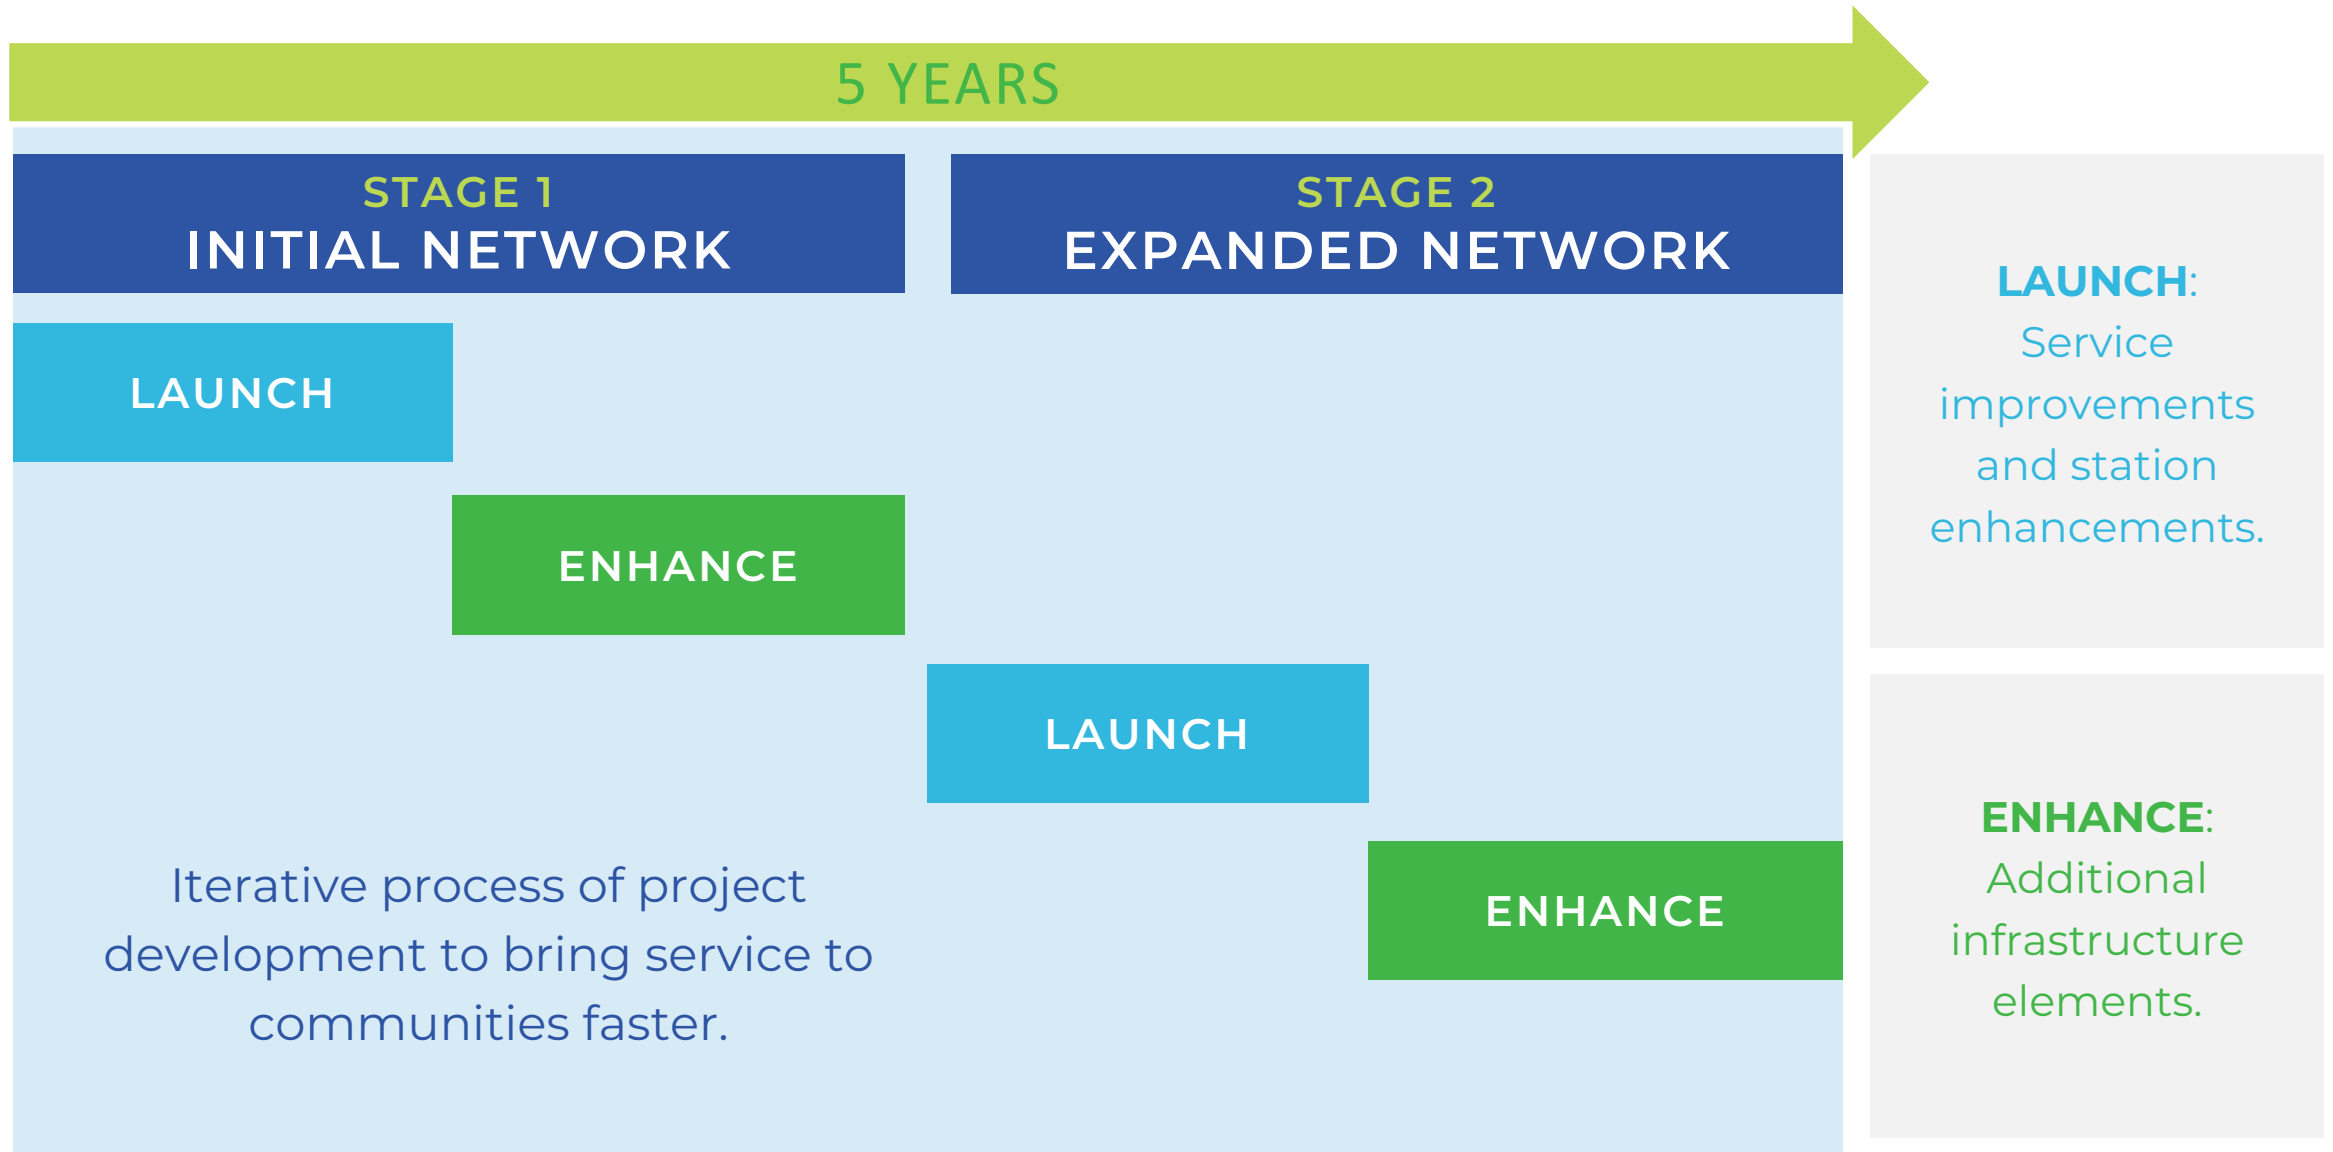 5 YEARS
STAGE 1
INITIAL NETWORK
STAGE 2
EXPANDED NETWORK
LAUNCH
ENHANCE
LAUNCH
ENHANCE
Iterative process of project
development to bring service to
communities faster.
LAUNCH:
Service
improvements
and station
enhancements.
ENHANCE:
Additional
infrastructure
elements.